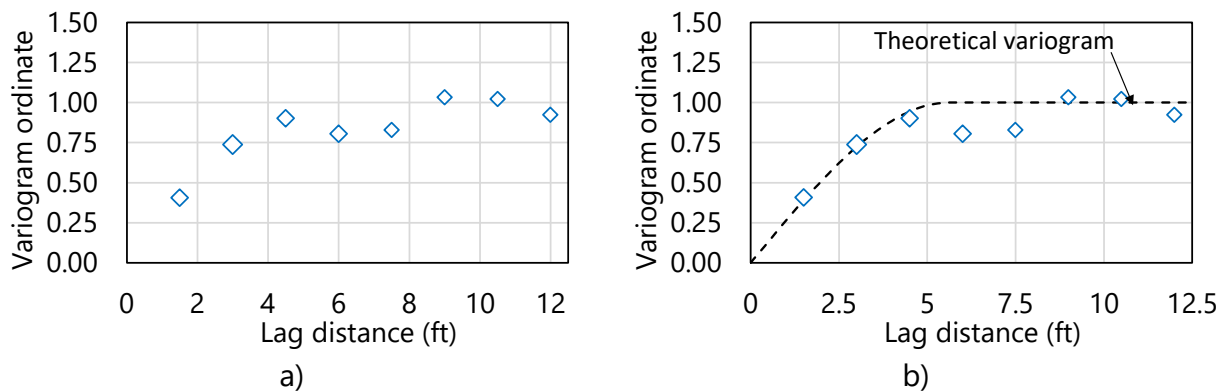 Variogram ordinate
1.50
1.25
1.00
0.75
0.50
0.25
0.00
0 2 4 6 8 10 12
Lag distance (ft)
a)
Variogram ordinate
1.50
1.25
1.00
0.75
0.50
0.25
0.00
Theoretical variogram
0 2.5 5 7.5 10 12.5
Lag distance (ft)
b)